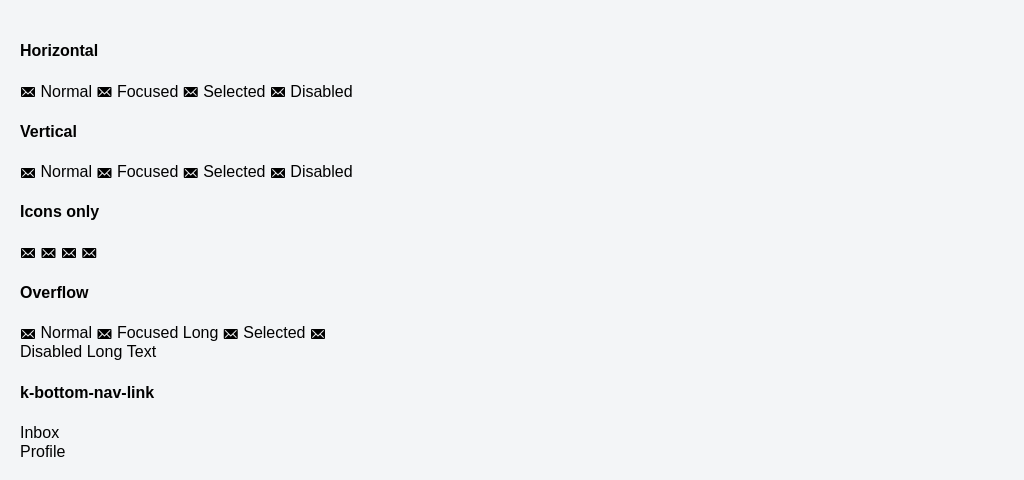 Horizontal
Normal Focused Selected Disabled
Vertical
Normal Focused Selected Disabled
Icons only
Overflow
Normal Focused Long Selected
Disabled Long Text
k-bottom-nav-link
Inbox
Profile